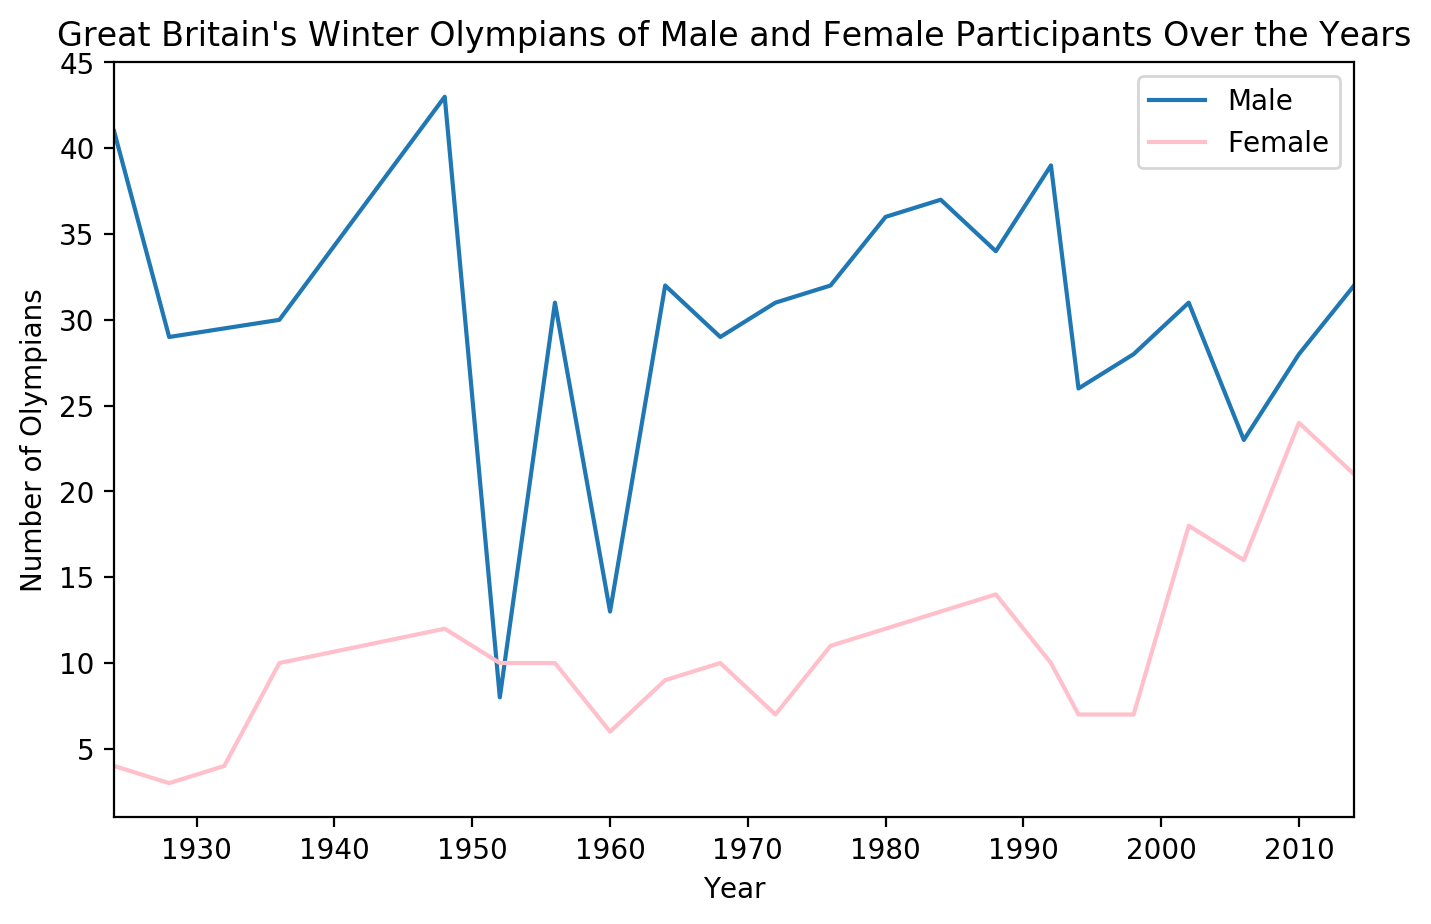 Great Britain's Winter Olympians of Male and Female Participants Over the Years
45
40
35
30
25
20
15
10
5
Number of Olympians
Male
Female
1930 1940 1950 1960 1970 1980 1990 2000 2010
Year